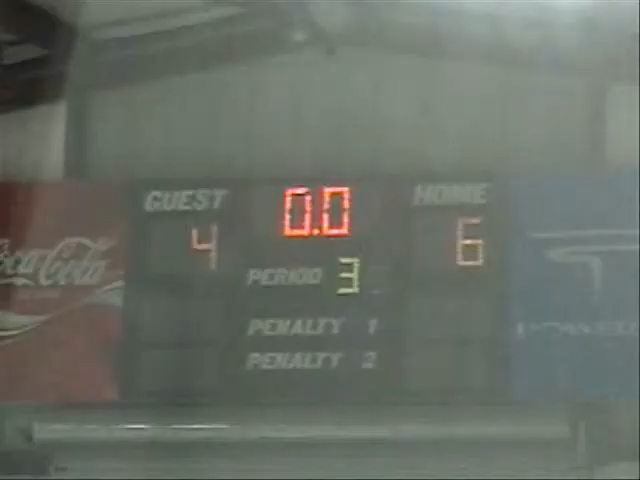 GUEST 0.0 HOME
4 6
Coca-Cola
PERIOD 3
PENALTY 1
PENALTY 2